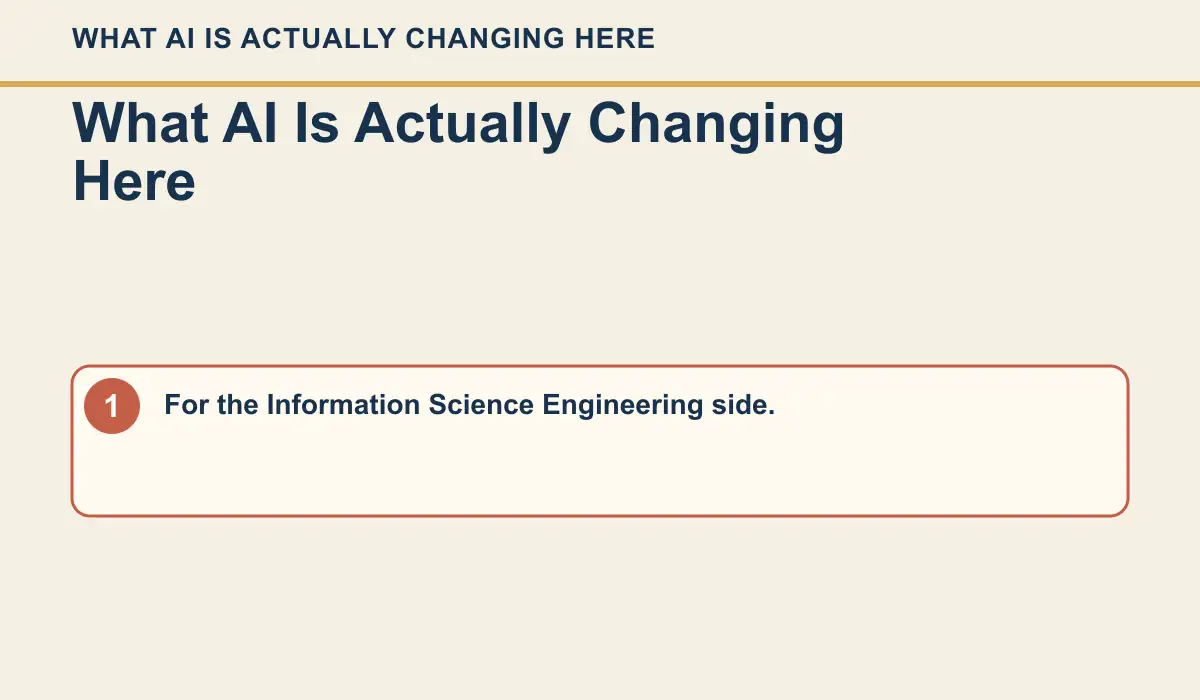 WHAT AI IS ACTUALLY CHANGING HERE
What AI Is Actually Changing
Here
1 For the Information Science Engineering side.